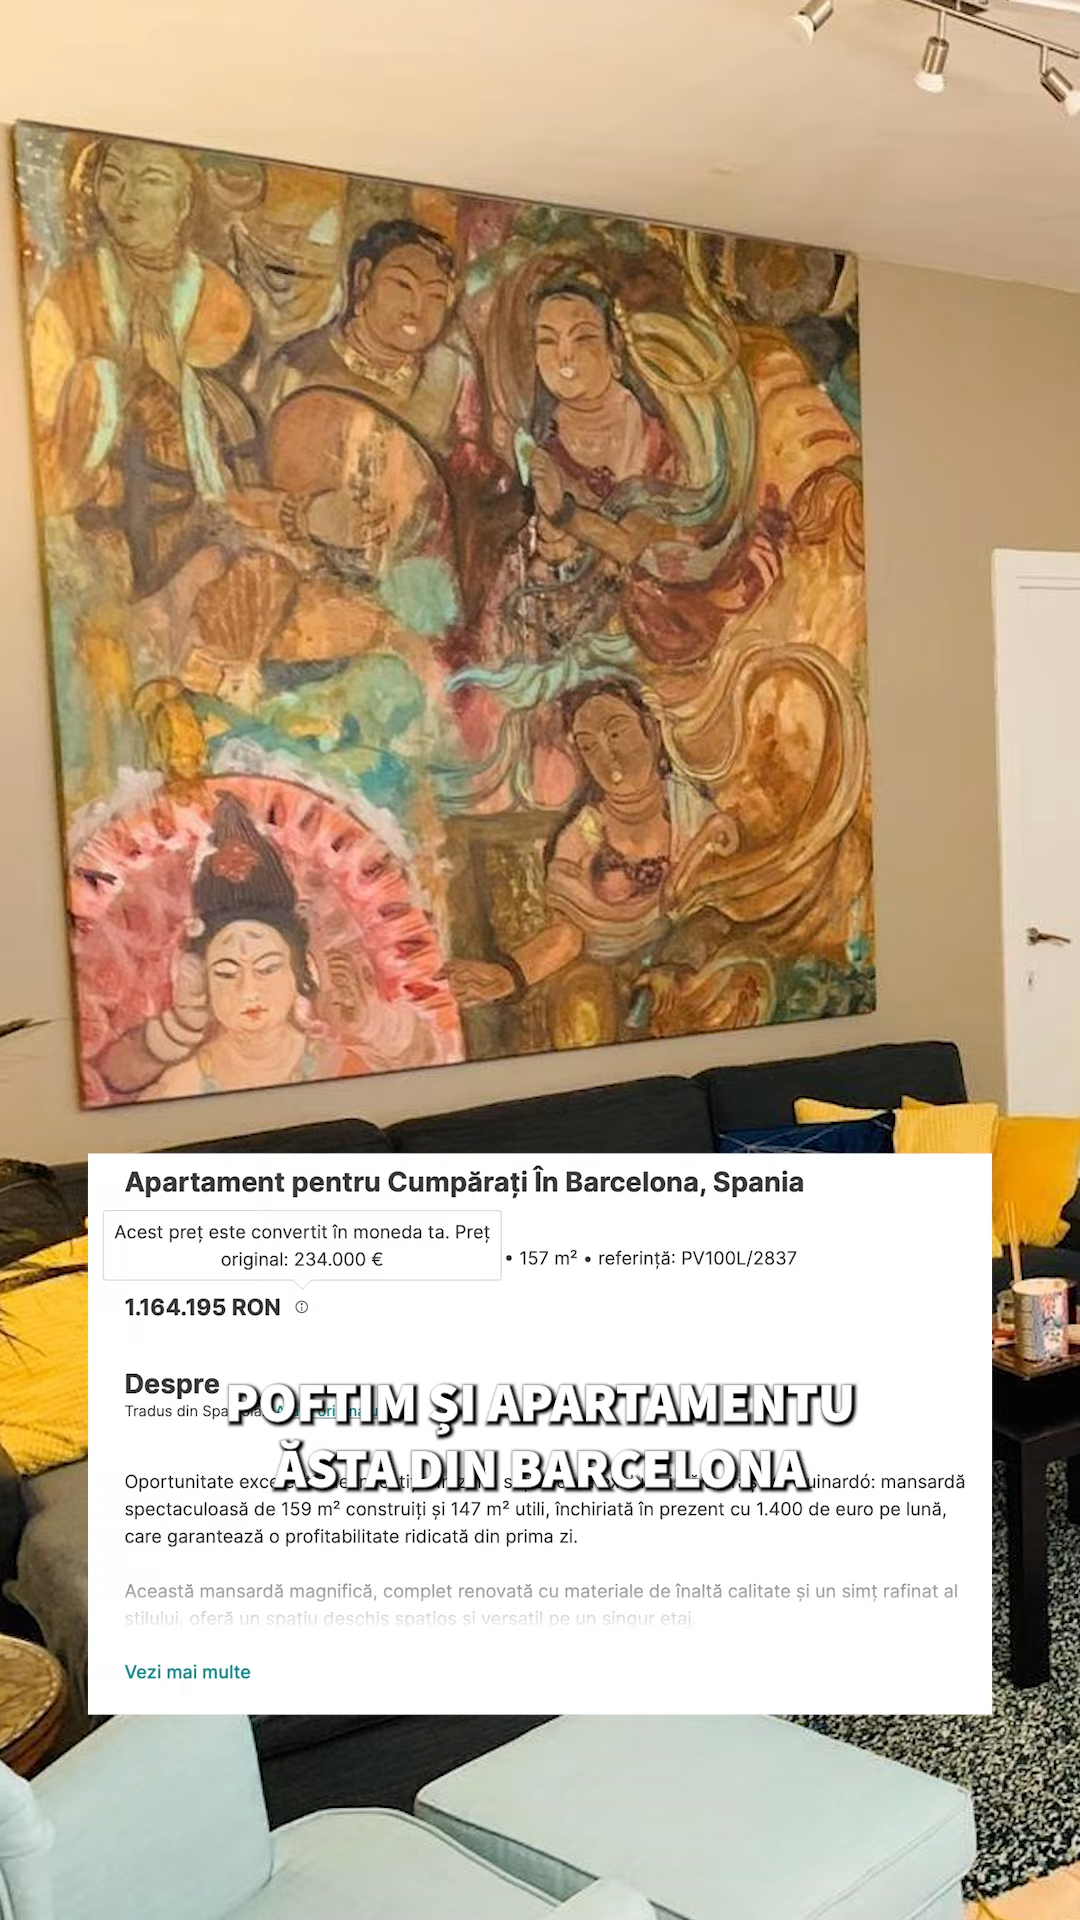 Apartament pentru Cumpărați În Barcelona, Spania
Acest preț este convertit în moneda ta. Preț
original: 234.000 €
• 157 m² • referință: PV100L/2837
1.164.195 RON
Despre
Tradus din
POFTIM ȘI APARTAMENTU
ĂSTA DIN BARCELONA
Oportunitate mansardă
spectaculoasă de 159 m² construiți și 147 m² utili, închiriată în prezent cu 1.400 de euro pe lună,
care garantează o profitabilitate ridicată din prima zi.
Această mansardă magnifică, complet renovată cu materiale de înaltă calitate și un simț rafinat al
stilului, oferă un spațiu deschis spațios și versatil pe un singur etaj.
Vezi mai multe